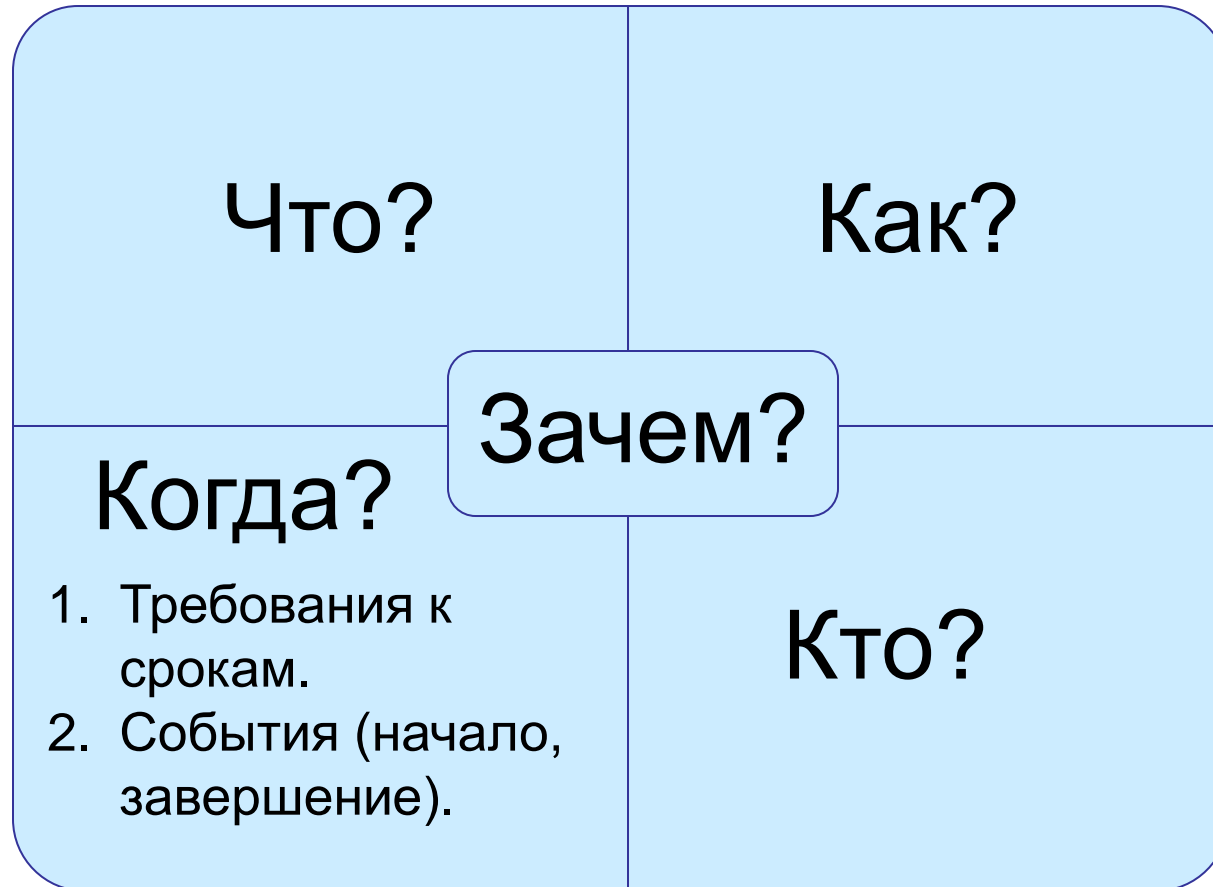 Что?
Как?
Зачем?
Когда?
1. Требования к
срокам.
2. События (начало,
завершение).
Кто?